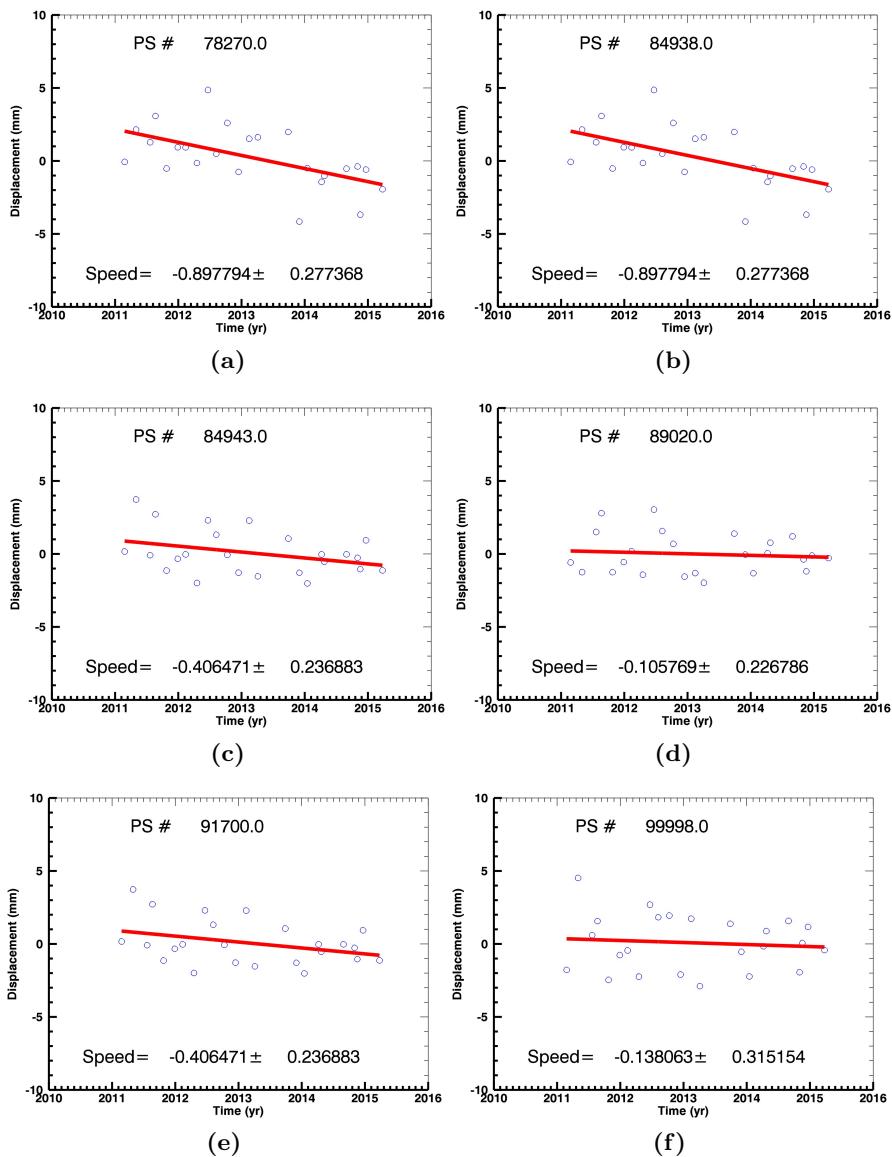 PS # 78270.0
10
5
0
-5
-10
Displacement (mm)
Speed= -0.897794± 0.277368
2010 2011 2012 2013 2014 2015 2016
Time (yr)
(a)
PS # 84938.0
10
5
0
-5
-10
Displacement (mm)
Speed= -0.897794± 0.277368
2010 2011 2012 2013 2014 2015 2016
Time (yr)
(b)
PS # 84943.0
10
5
0
-5
-10
Displacement (mm)
Speed= -0.406471± 0.236883
2010 2011 2012 2013 2014 2015 2016
Time (yr)
(c)
PS # 89020.0
10
5
0
-5
-10
Displacement (mm)
Speed= -0.105769± 0.226786
2010 2011 2012 2013 2014 2015 2016
Time (yr)
(d)
PS # 91700.0
10
5
0
-5
-10
Displacement (mm)
Speed= -0.406471± 0.236883
2010 2011 2012 2013 2014 2015 2016
Time (yr)
(e)
PS # 99998.0
10
5
0
-5
-10
Displacement (mm)
Speed= -0.138063± 0.315154
2010 2011 2012 2013 2014 2015 2016
Time (yr)
(f)